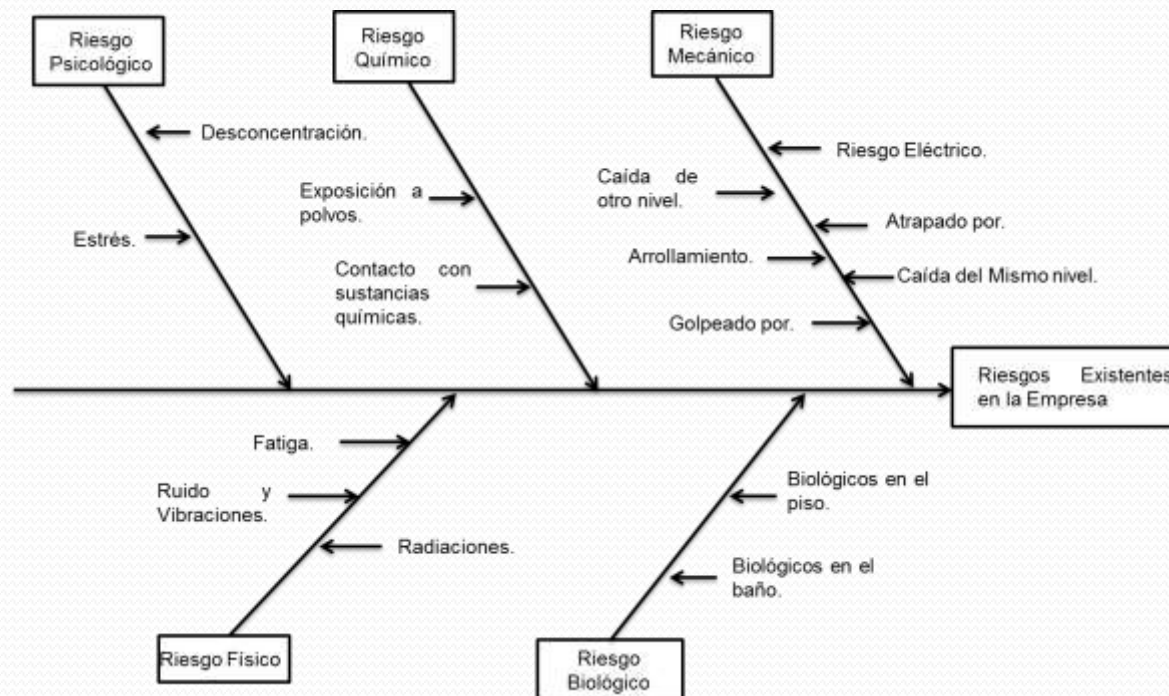 Riesgo
Psicológico
Riesgo
Químico
Riesgo
Mecánico
Desconcentración.
Estrés.
Exposición a
polvos.
Contacto con
sustancias
químicas.
Riesgo Eléctrico.
Caída de
otro nivel.
Atrapado por.
Arrollamiento.
Caída del Mismo nivel.
Golpeado por.
Riesgos Existentes
en la Empresa
Fatiga.
Ruido y
Vibraciones.
Radiaciones.
Biológicos en el
piso.
Biológicos en el
baño.
Riesgo Físico
Riesgo
Biológico